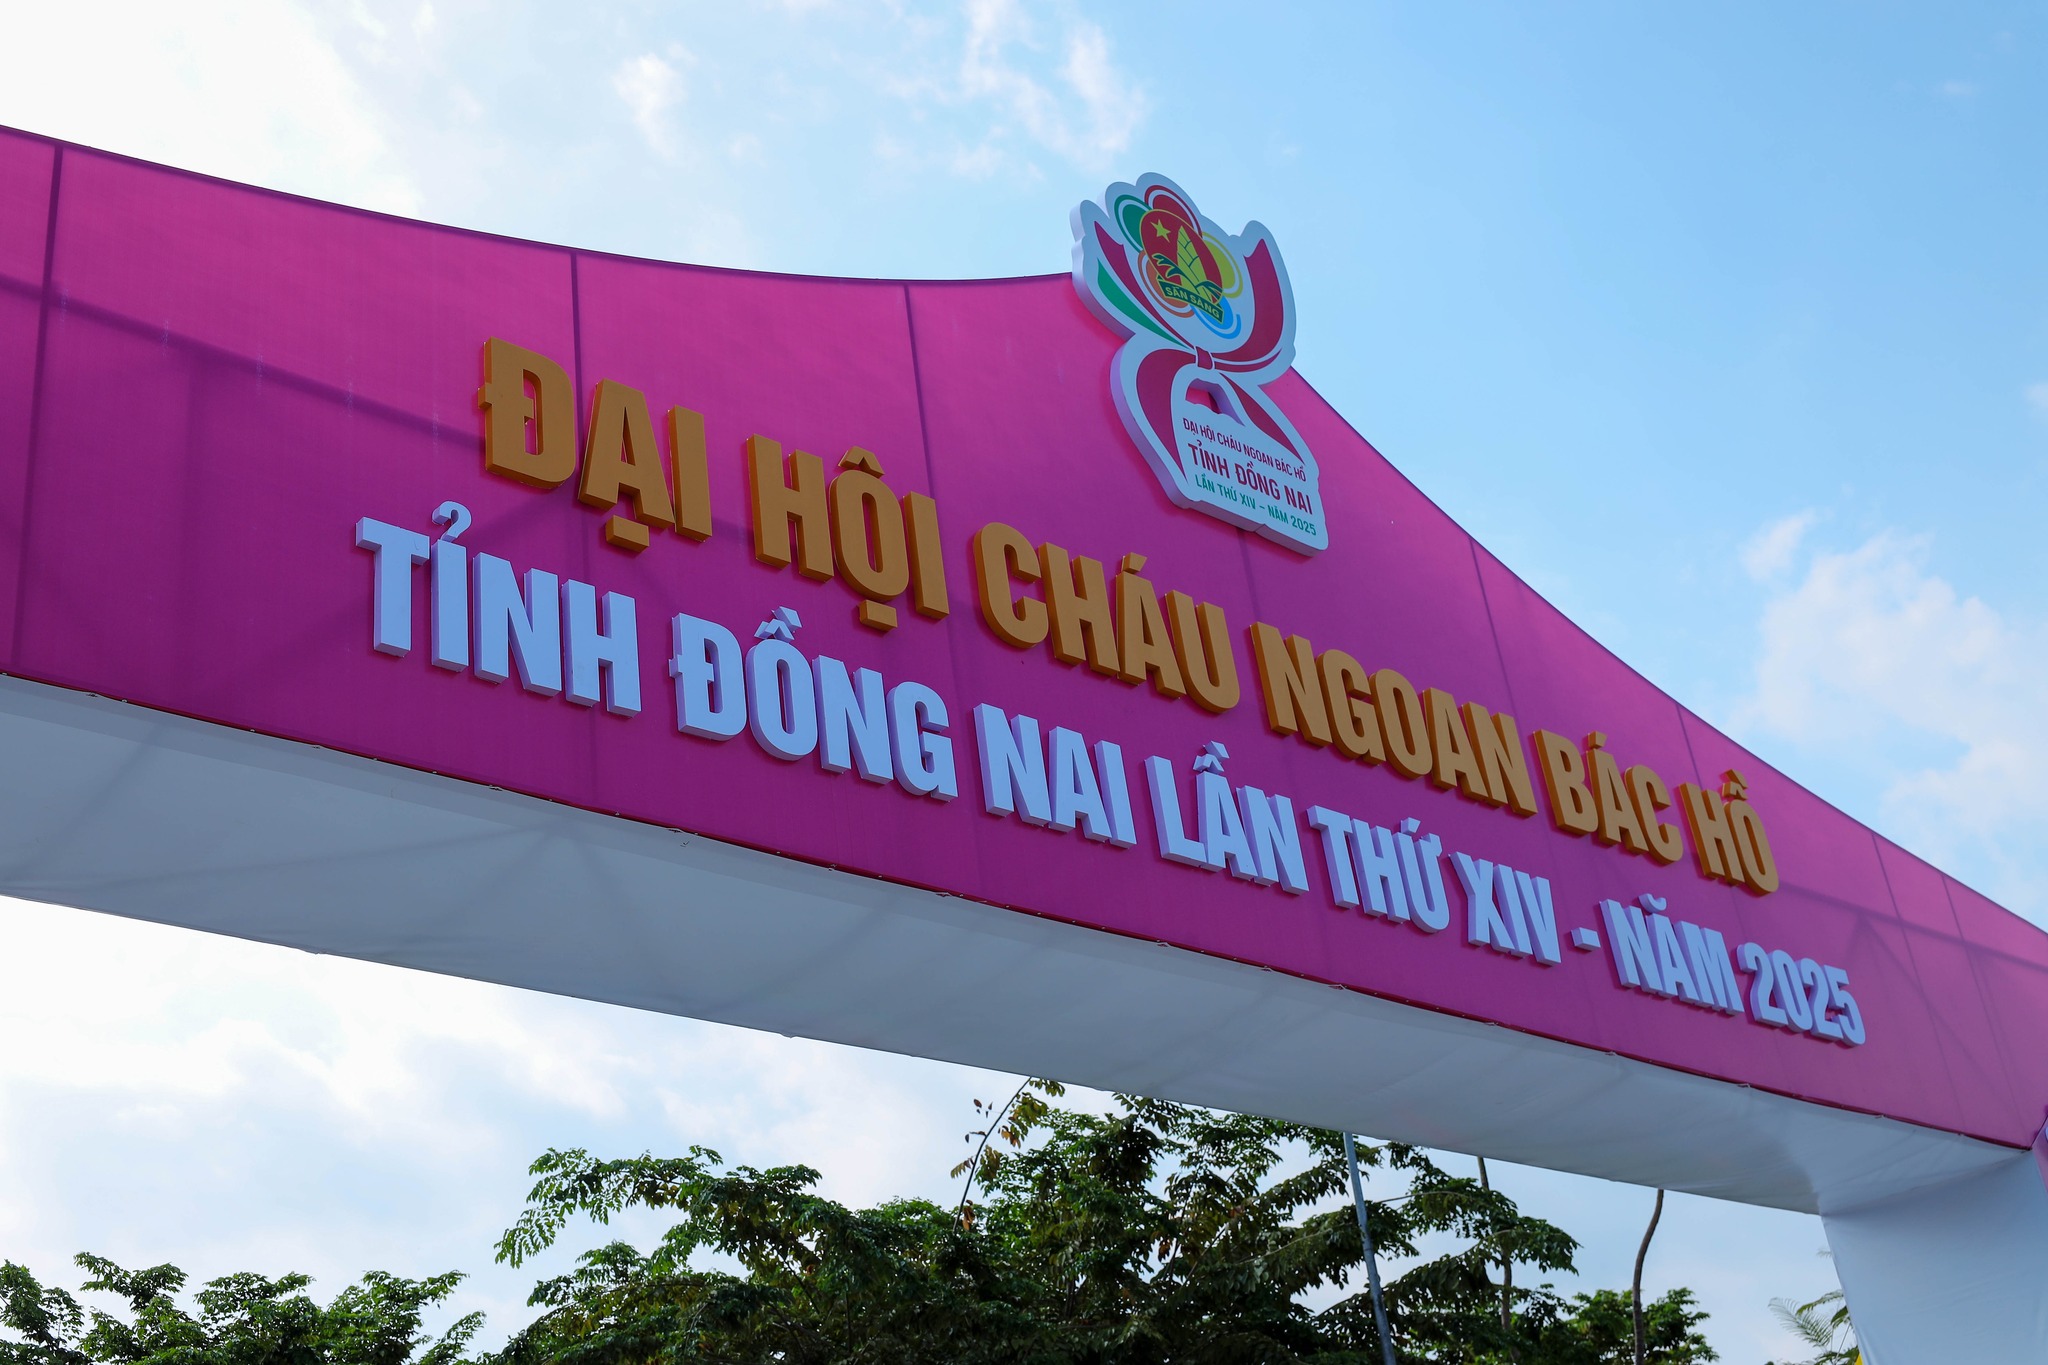 SẴN SÀNG
ĐẠI HỘI CHÁU NGOAN BÁC HỒ
TỈNH ĐỒNG NAI
LẦN THỨ XIV - NĂM 2025
ĐẠI HỘI CHÁU NGOAN BÁC HỒ
TỈNH ĐỒNG NAI LẦN THỨ XIV - NĂM 2025